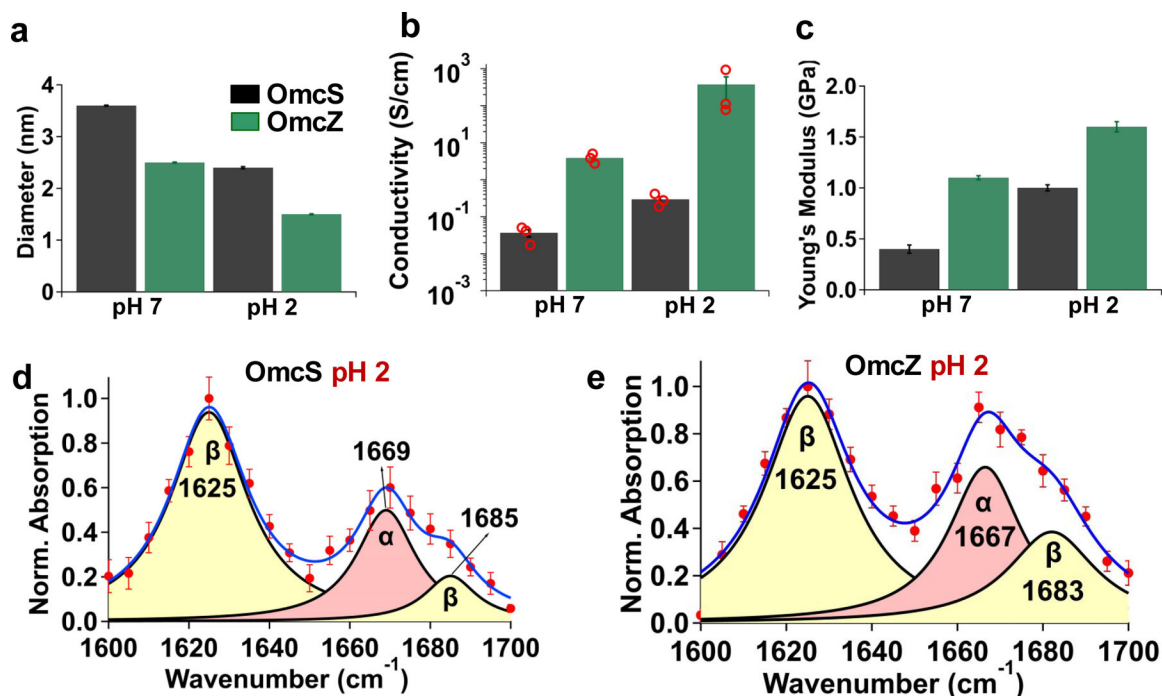 a
Diameter (nm)
4
3
2
1
0
OmcS
OmcZ
pH 7
pH 2
b
Conductivity (S/cm)
10³
10¹
10⁻¹
10⁻³
pH 7
pH 2
c
Young's Modulus (GPa)
2.0
1.5
1.0
0.5
0.0
pH 7
pH 2
d
OmcS pH 2
Norm. Absorption
1.0
0.8
0.6
0.4
0.2
0.0
β
1625
1669
α
1685
β
1600 1620 1640 1660 1680 1700
Wavenumber (cm⁻¹)
e
OmcZ pH 2
Norm. Absorption
1.0
0.8
0.6
0.4
0.2
0.0
β
1625
α
1667
β
1683
1600 1620 1640 1660 1680 1700
Wavenumber (cm⁻¹)